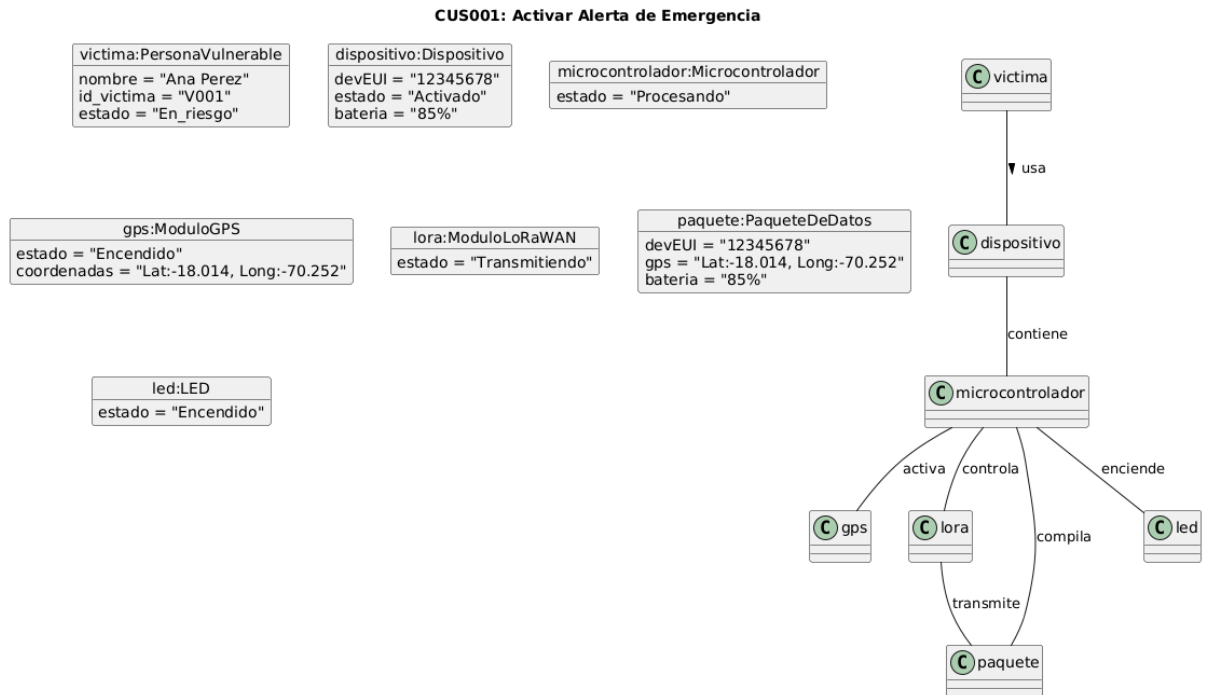 CUS001: Activar Alerta de Emergencia
victima:PersonaVulnerable
nombre = "Ana Perez"
id_victima = "V001"
estado = "En_riesgo"
dispositivo:Dispositivo
devEUI = "12345678"
estado = "Activado"
bateria = "85%"
microcontrolador:Microcontrolador
estado = "Procesando"
C victima
usa
gps:ModuloGPS
estado = "Encendido"
coordenadas = "Lat:-18.014, Long:-70.252"
lora:ModuloLoRaWAN
estado = "Transmitiendo"
paquete:PaqueteDeDatos
devEUI = "12345678"
gps = "Lat:-18.014, Long:-70.252"
bateria = "85%"
C dispositivo
contiene
led:LED
estado = "Encendido"
C microcontrolador
activa
controla
enciende
C gps
C lora
compila
C led
transmite
C paquete